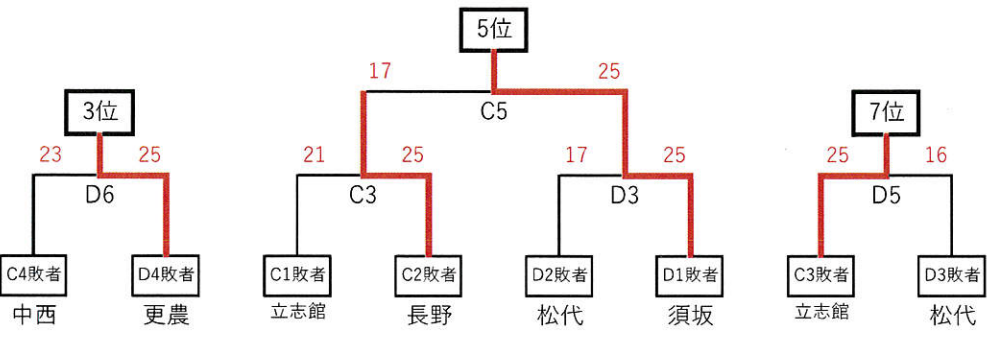 5位
17 25
C5
3位
23 25
D6
C4敗者 D4敗者
中西 更農
21 25 17 25
C3 D3
C1敗者 C2敗者 D2敗者 D1敗者
立志館 長野 松代 須坂
7位
25 16
D5
C3敗者 D3敗者
立志館 松代